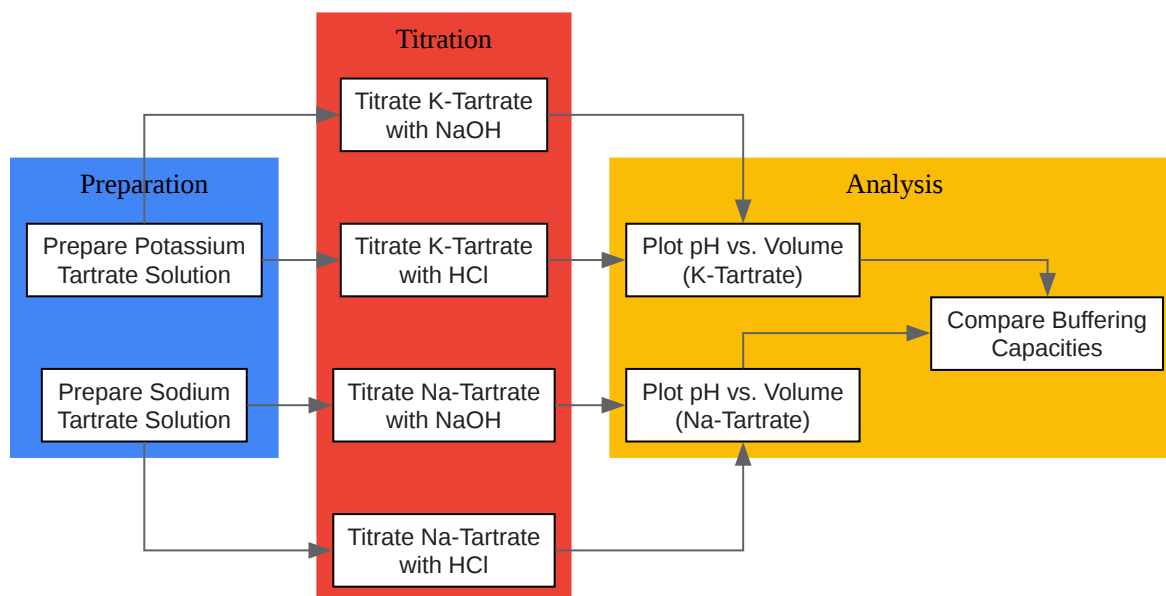 Preparation
Prepare Potassium
Tartrate Solution
Prepare Sodium
Tartrate Solution
Titration
Titrate K-Tartrate
with NaOH
Titrate K-Tartrate
with HCl
Titrate Na-Tartrate
with NaOH
Titrate Na-Tartrate
with HCl
Analysis
Plot pH vs. Volume
(K-Tartrate)
Plot pH vs. Volume
(Na-Tartrate)
Compare Buffering
Capacities